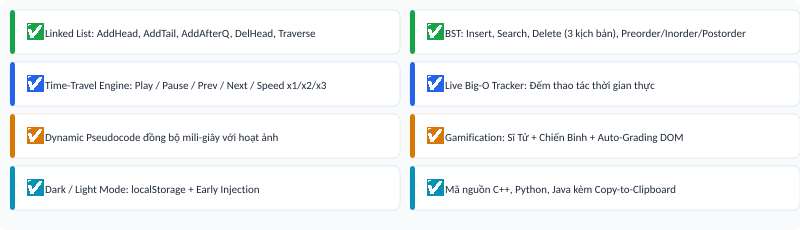 Linked List: AddHead, AddTail, AddAfterQ, DelHead, Traverse
BST: Insert, Search, Delete (3 kịch bản), Preorder/Inorder/Postorder
Time-Travel Engine: Play / Pause / Prev / Next / Speed x1/x2/x3
Live Big-O Tracker: Đếm thao tác thời gian thực
Dynamic Pseudocode đồng bộ mili-giây với hoạt ảnh
Gamification: Sĩ Tử + Chiến Binh + Auto-Grading DOM
Dark / Light Mode: localStorage + Early Injection
Mã nguồn C++, Python, Java kèm Copy-to-Clipboard